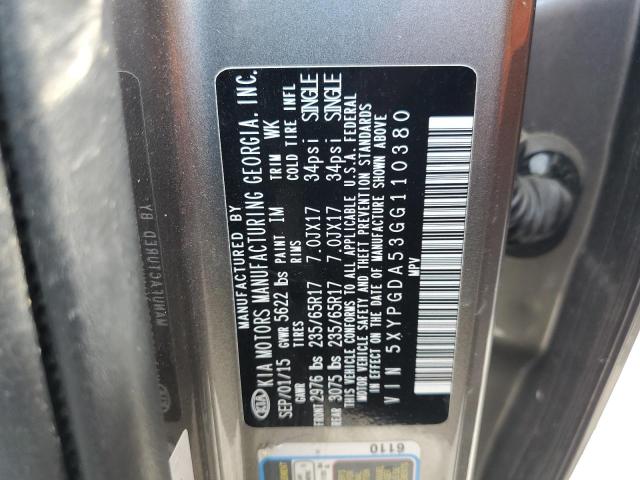 MANUFACTURED BY
KIA KIA MOTORS MANUFACTURING GEORGIA, INC.
SEP/01/15 GVWR 5622 lbs PAINT IM TRIM WK
GAWR TIRES RIMS COLD TIRE INFL
FRONT 2976 lbs 235/65R17 7.0JX17 34psi SINGLE
REAR 3075 lbs 235/65R17 7.0JX17 34psi SINGLE
THIS VEHICLE CONFORMS TO ALL APPLICABLE U.S.A. FEDERAL
MOTOR VEHICLE SAFETY AND THEFT PREVENTION STANDARDS
IN EFFECT ON THE DATE OF MANUFACTURE SHOWN ABOVE
VIN 5XYPGDA53GG110380
MPV
6110